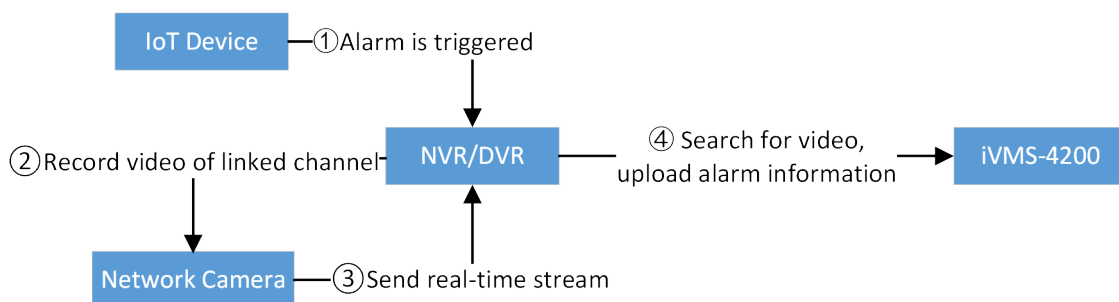 IoT Device
①Alarm is triggered
②Record video of linked channel
NVR/DVR
④ Search for video,
upload alarm information
iVMS-4200
Network Camera
③Send real-time stream